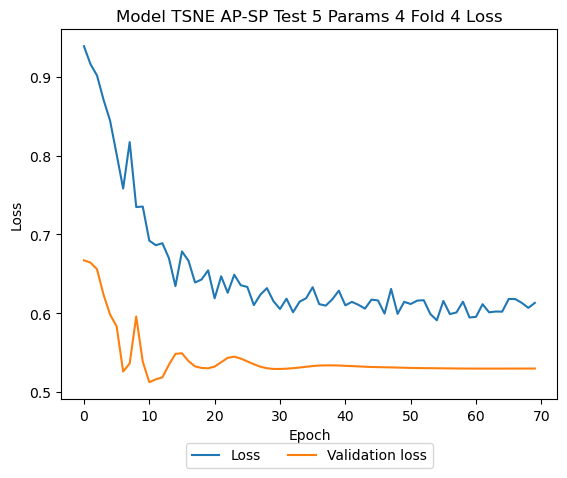 Model TSNE AP-SP Test 5 Params 4 Fold 4 Loss
0.9
0.8
0.7
0.6
0.5
Loss
0 10 20 30 40 50 60 70
Epoch
Loss Validation loss